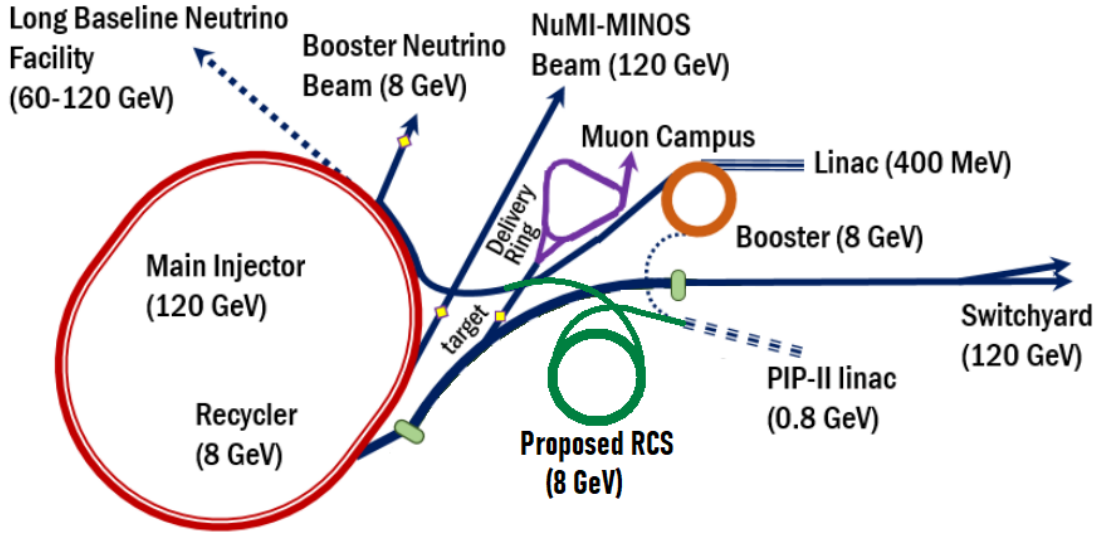 Long Baseline Neutrino
Facility
(60-120 GeV)
Booster Neutrino
Beam (8 GeV)
NuMI-MINOS
Beam (120 GeV)
Muon Campus
Linac (400 MeV)
Delivery
Ring
Booster (8 GeV)
Main Injector
(120 GeV)
target
Switchyard
(120 GeV)
PIP-II linac
(0.8 GeV)
Recycler
(8 GeV)
Proposed RCS
(8 GeV)